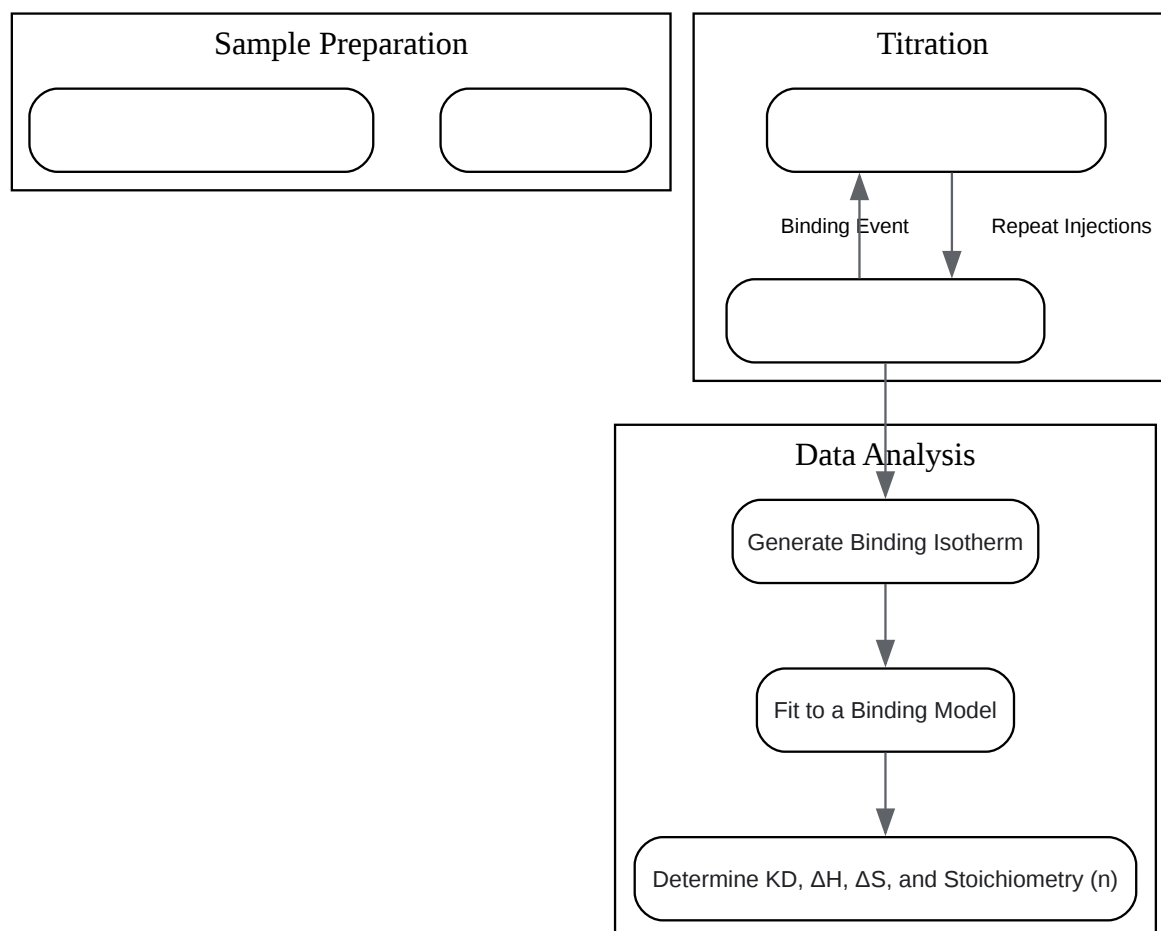 Sample Preparation
Titration
Binding Event
Repeat Injections
Data Analysis
Generate Binding Isotherm
Fit to a Binding Model
Determine KD, ΔH, ΔS, and Stoichiometry (n)